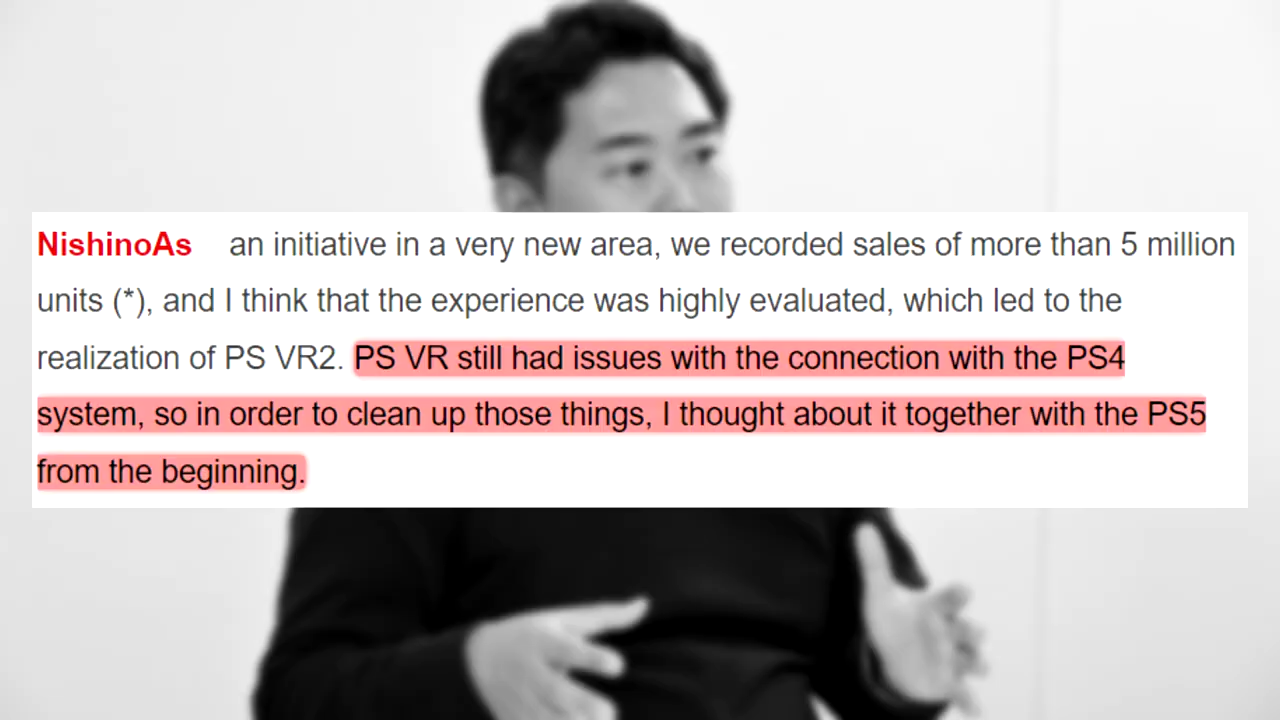 NishinoAs an initiative in a very new area, we recorded sales of more than 5 million
units (*), and I think that the experience was highly evaluated, which led to the
realization of PS VR2. PS VR still had issues with the connection with the PS4
system, so in order to clean up those things, I thought about it together with the PS5
from the beginning.